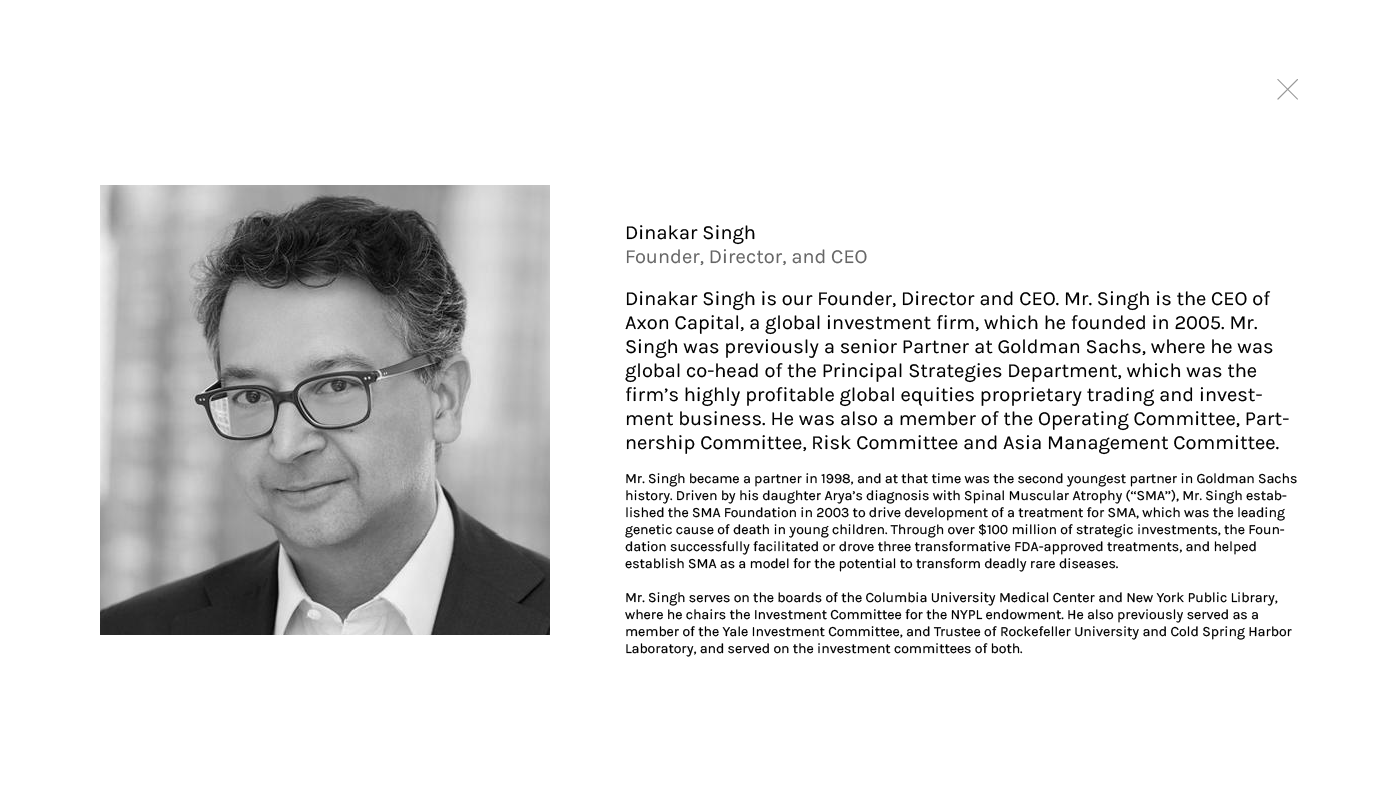 Dinakar Singh
Founder, Director, and CEO
Dinakar Singh is our Founder, Director and CEO. Mr. Singh is the CEO of
Axon Capital, a global investment firm, which he founded in 2005. Mr.
Singh was previously a senior Partner at Goldman Sachs, where he was
global co-head of the Principal Strategies Department, which was the
firm’s highly profitable global equities proprietary trading and invest-
ment business. He was also a member of the Operating Committee, Part-
nership Committee, Risk Committee and Asia Management Committee.
Mr. Singh became a partner in 1998, and at that time was the second youngest partner in Goldman Sachs
history. Driven by his daughter Arya’s diagnosis with Spinal Muscular Atrophy (“SMA”), Mr. Singh estab-
lished the SMA Foundation in 2003 to drive development of a treatment for SMA, which was the leading
genetic cause of death in young children. Through over $100 million of strategic investments, the Foun-
dation successfully facilitated or drove three transformative FDA-approved treatments, and helped
establish SMA as a model for the potential to transform deadly rare diseases.
Mr. Singh serves on the boards of the Columbia University Medical Center and New York Public Library,
where he chairs the Investment Committee for the NYPL endowment. He also previously served as a
member of the Yale Investment Committee, and Trustee of Rockefeller University and Cold Spring Harbor
Laboratory, and served on the investment committees of both.